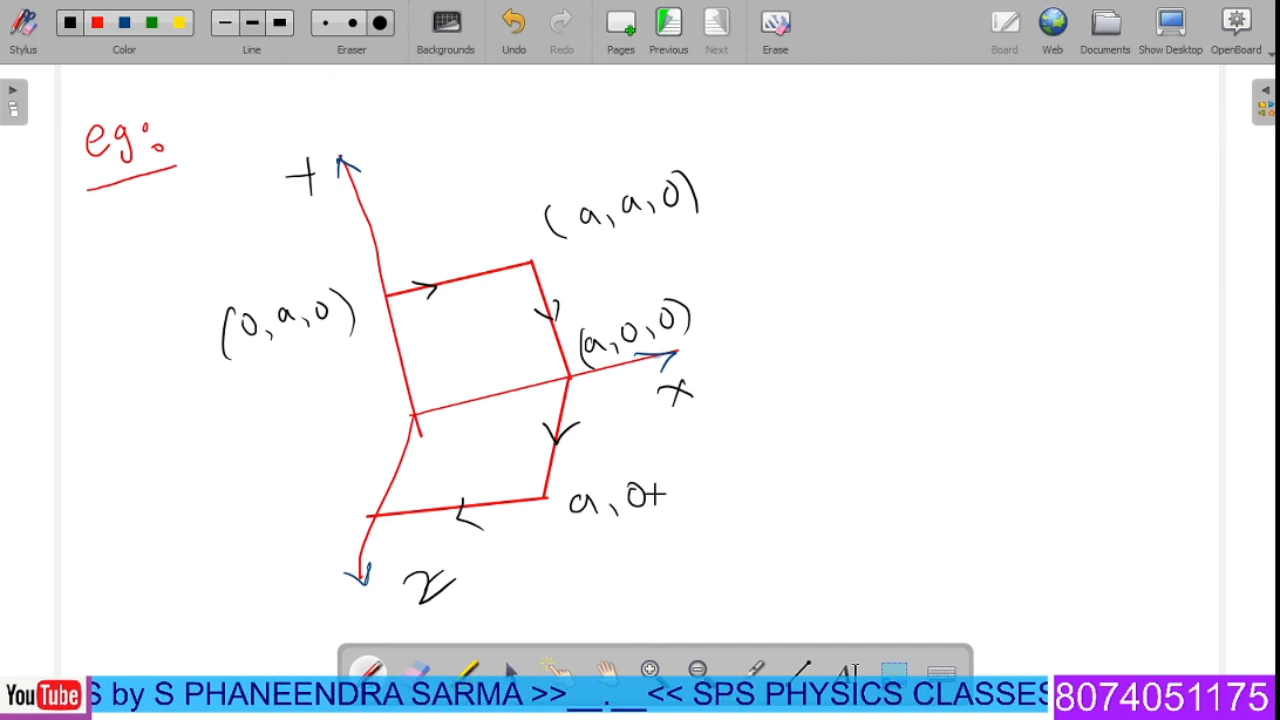 Stylus
Color
Line
Eraser
Backgrounds
Undo
Redo
Pages
Previous
Next
Erase
Board
Web
Documents
Show Desktop
OpenBoard
eg:
(a, a, 0)
(0, a, 0)
(a, 0, 0)
x
a, 0+
z
YouTube
S by S PHANEENDRA SARMA >>__.__<< SPS PHYSICS CLASSES
8074051175